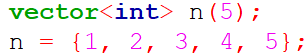 vector<int> n(5);
n = {1, 2, 3, 4, 5};